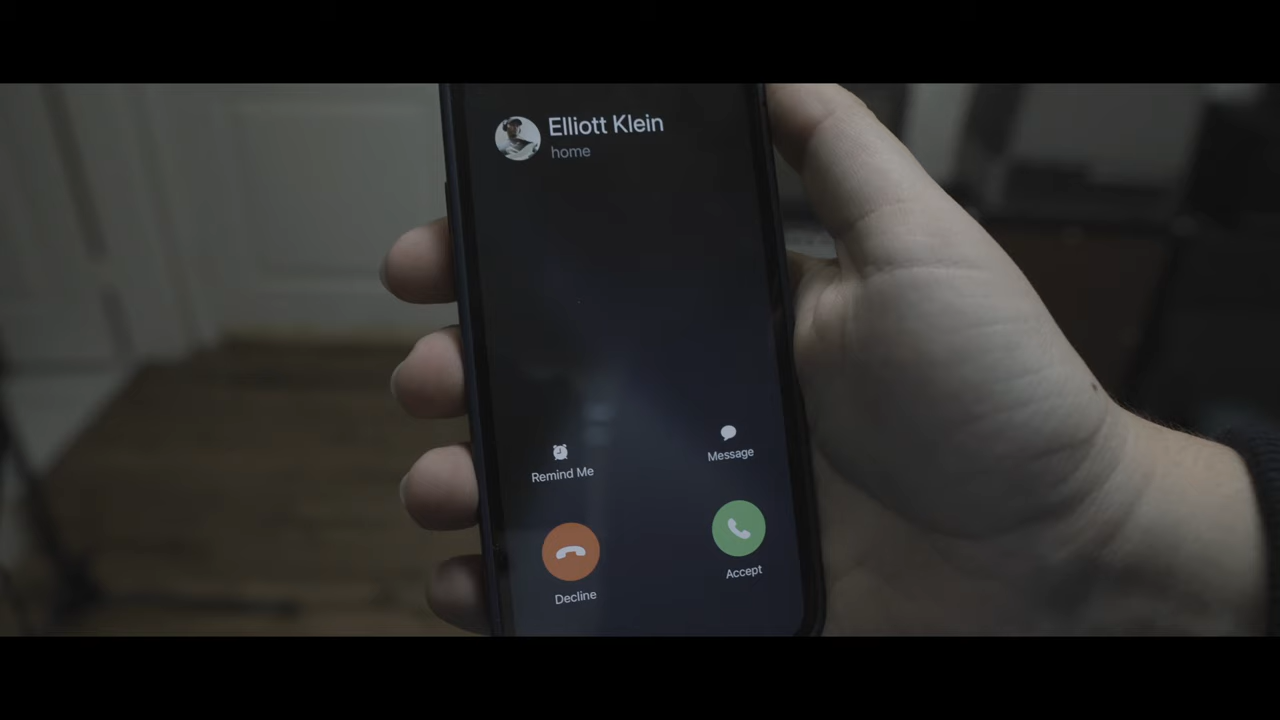 Elliott Klein
home
Remind Me
Message
Decline
Accept